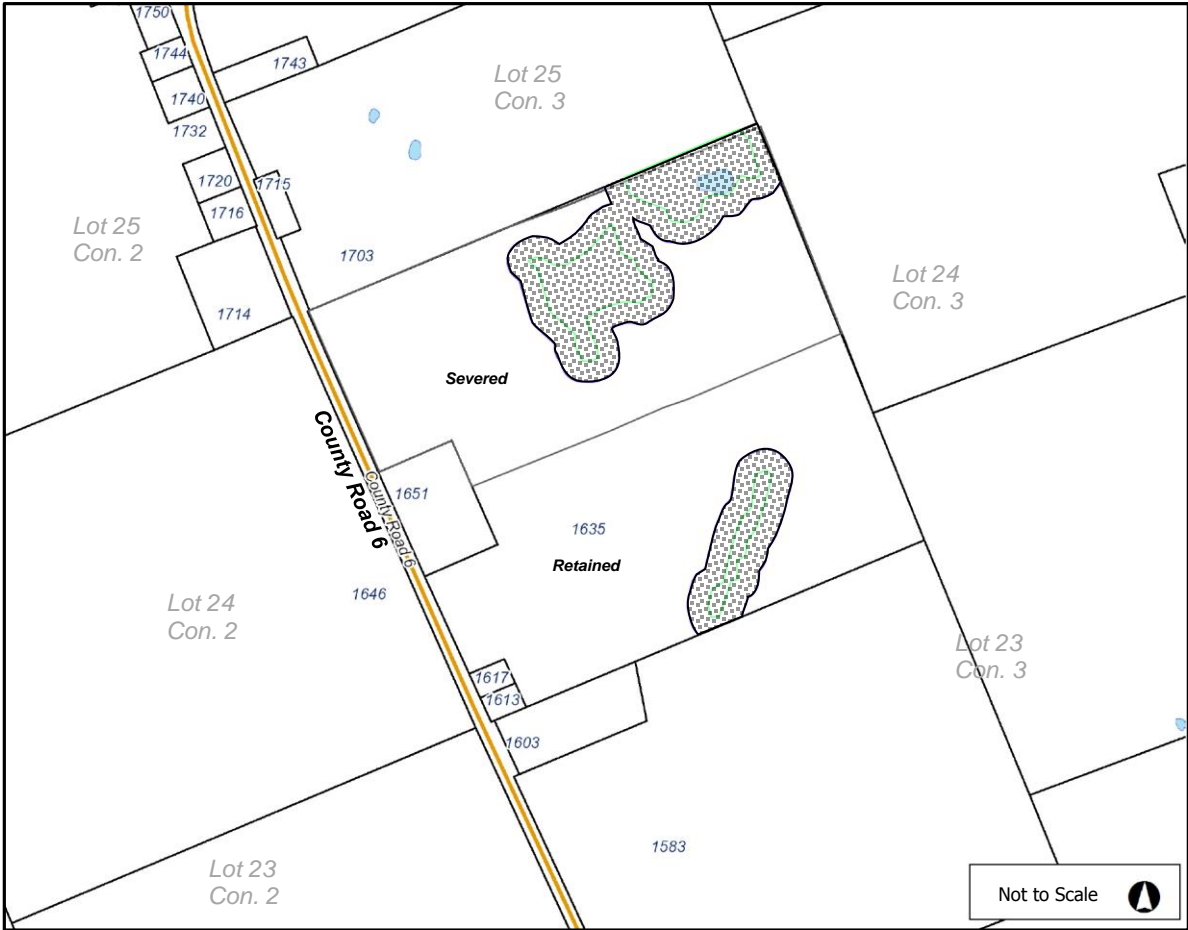 1750
1744
1743
Lot 25
Con. 3
1740
1732
1720
1715
1716
Lot 25
Con. 2
1703
Lot 24
Con. 3
1714
Severed
County Road 6
County Road 6
1651
1635
Retained
1646
Lot 24
Con. 2
Lot 23
Con. 3
1617
1613
1603
1583
Lot 23
Con. 2
Not to Scale